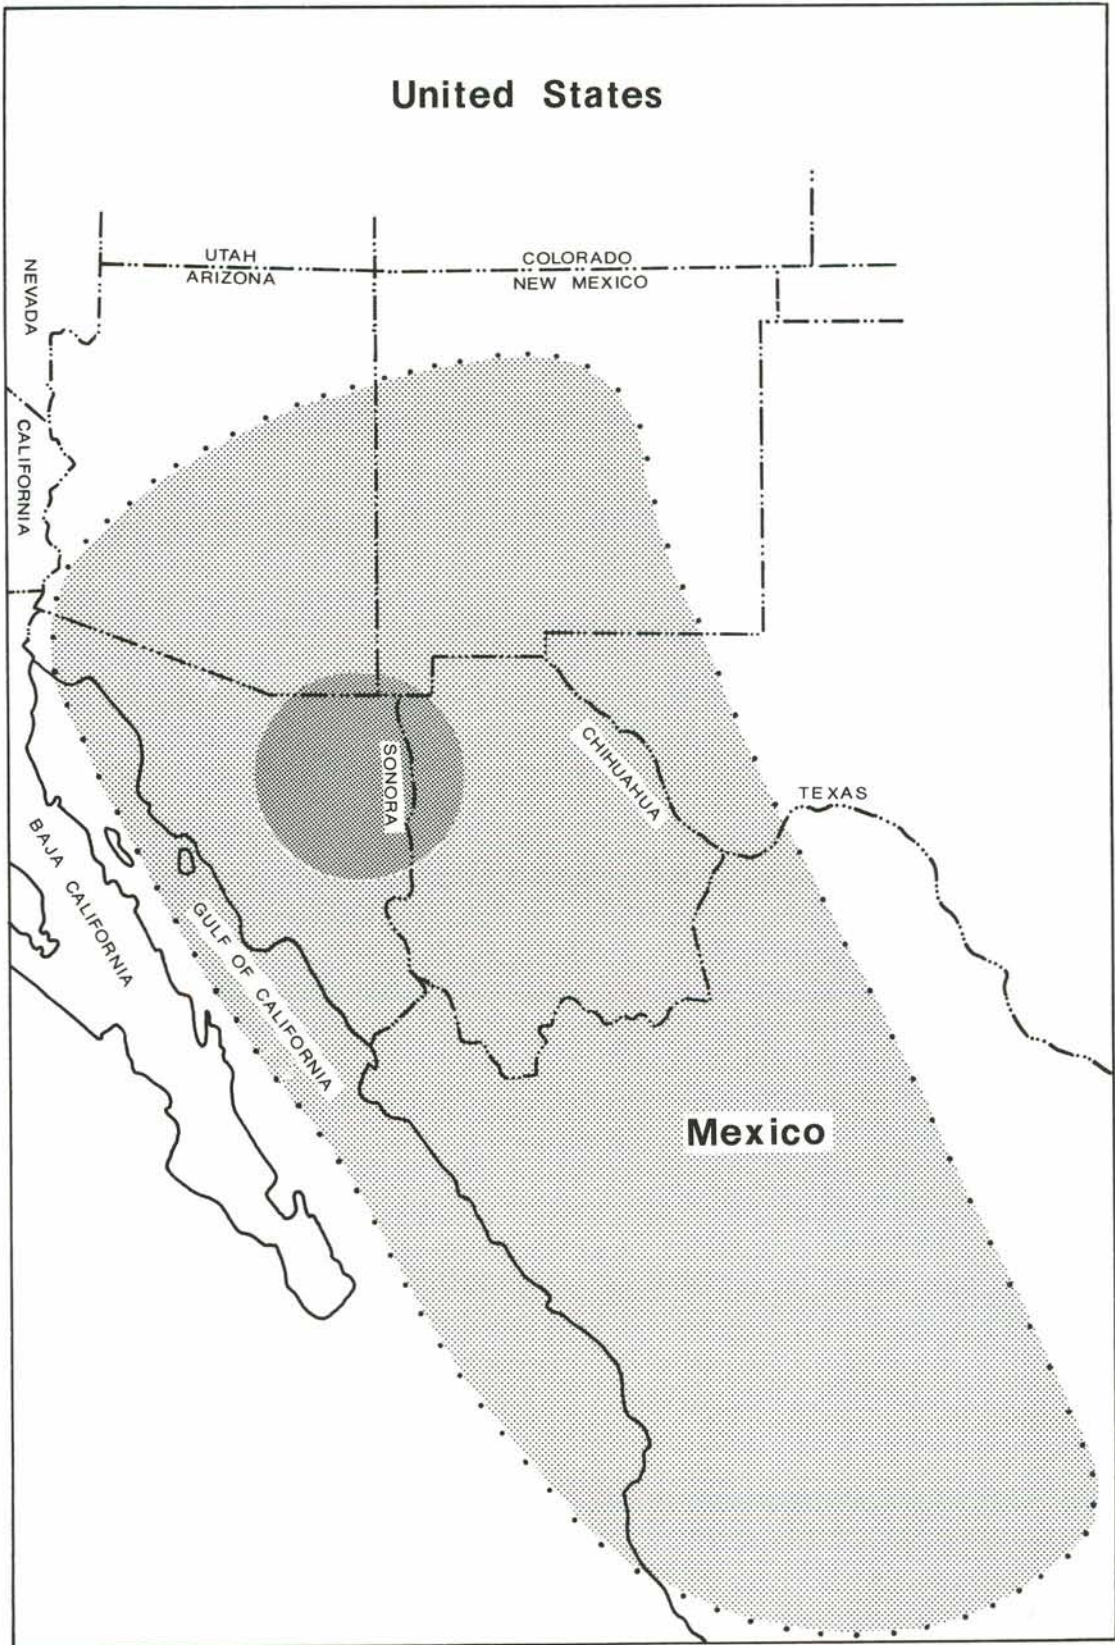 United States
UTAH
ARIZONA
COLORADO
NEW MEXICO
NEVADA
CALIFORNIA
SONORA
CHIHUAHUA
TEXAS
BAJA CALIFORNIA
GULF OF CALIFORNIA
Mexico